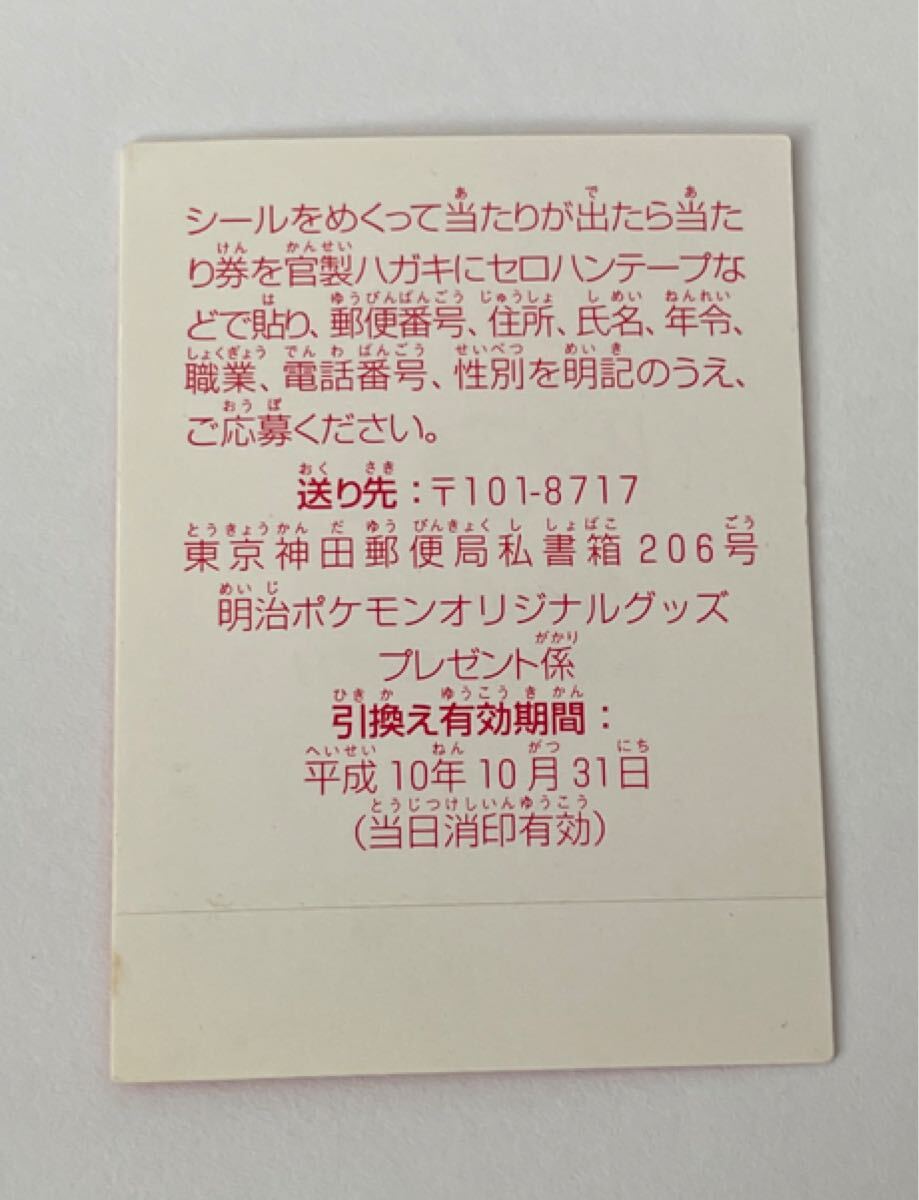 シールをめくって当たりが出たら当た
り券を官製ハガキにセロハンテープな
どで貼り、郵便番号、住所、氏名、年令、
職業、電話番号、性別を明記のうえ、
ご応募ください。
送り先：〒101-8717
東京神田郵便局私書箱206号
明治ポケモンオリジナルグッズ
プレゼント係
引換え有効期間：
平成10年10月31日
（当日消印有効）